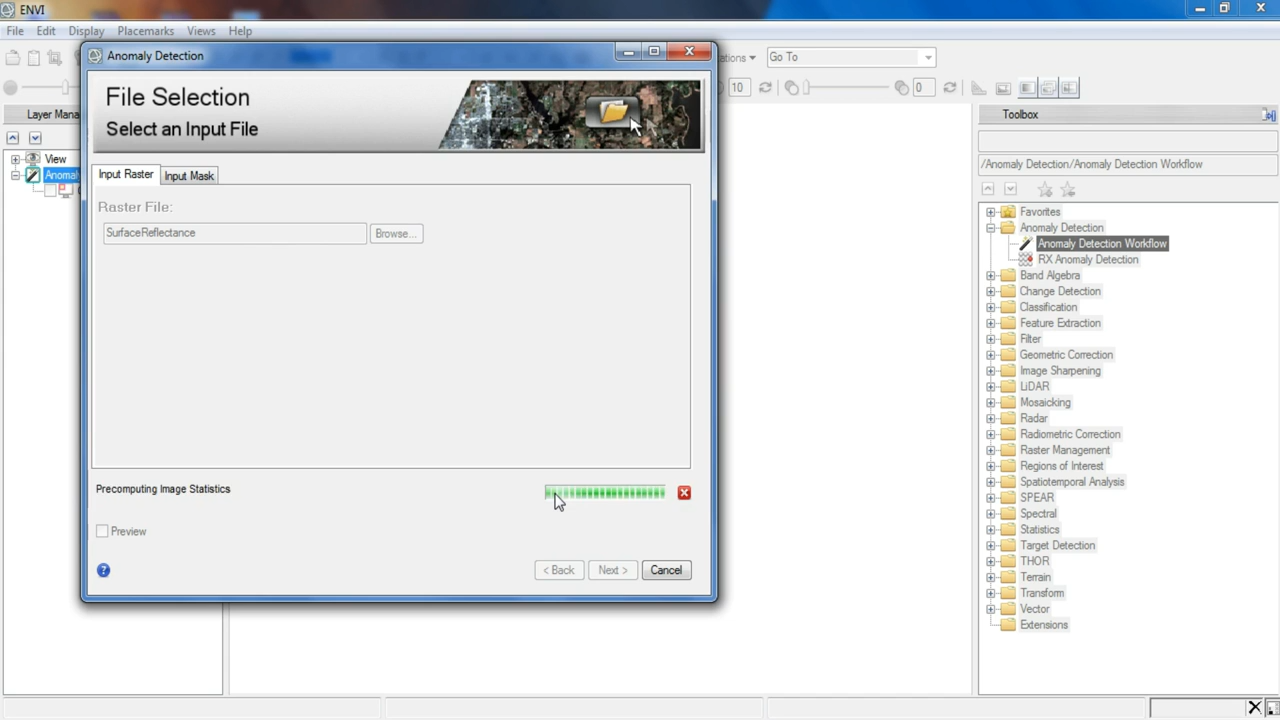 ENVI
File Edit Display Placemarks Views Help
Anomaly Detection
Go To
10
0
File Selection
Select an Input File
Layer Mana
View
Anomaly
Input Raster
Input Mask
Raster File:
SurfaceReflectance
Browse...
Precomputing Image Statistics
Preview
< Back
Next >
Cancel
Toolbox
/Anomaly Detection/Anomaly Detection Workflow
Favorites
Anomaly Detection
Anomaly Detection Workflow
RX Anomaly Detection
Band Algebra
Change Detection
Classification
Feature Extraction
Filter
Geometric Correction
Image Sharpening
LiDAR
Mosaicking
Radar
Radiometric Correction
Raster Management
Regions of Interest
Spatiotemporal Analysis
SPEAR
Spectral
Statistics
Target Detection
THOR
Terrain
Transform
Vector
Extensions